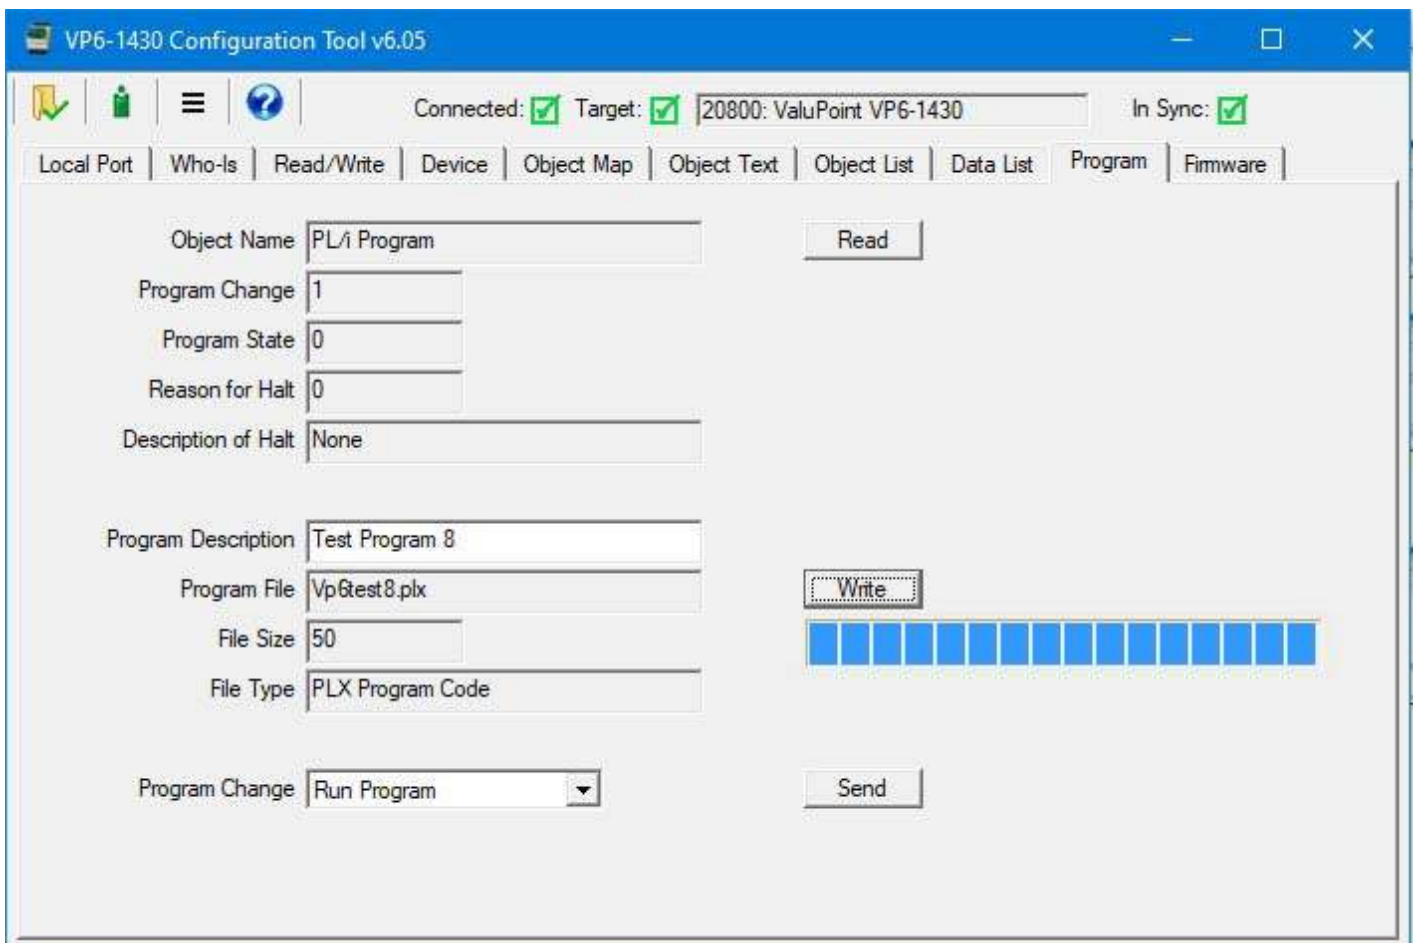 VP6-1430 Configuration Tool v6.05
Connected: Target: 20800: ValuPoint VP6-1430 In Sync:
Local Port Who-Is Read/Write Device Object Map Object Text Object List Data List Program Firmware
Object Name PL/i Program Read
Program Change 1
Program State 0
Reason for Halt 0
Description of Halt None
Program Description Test Program 8
Program File Vp6test8.plx Write
File Size 50
File Type PLX Program Code
Program Change Run Program Send